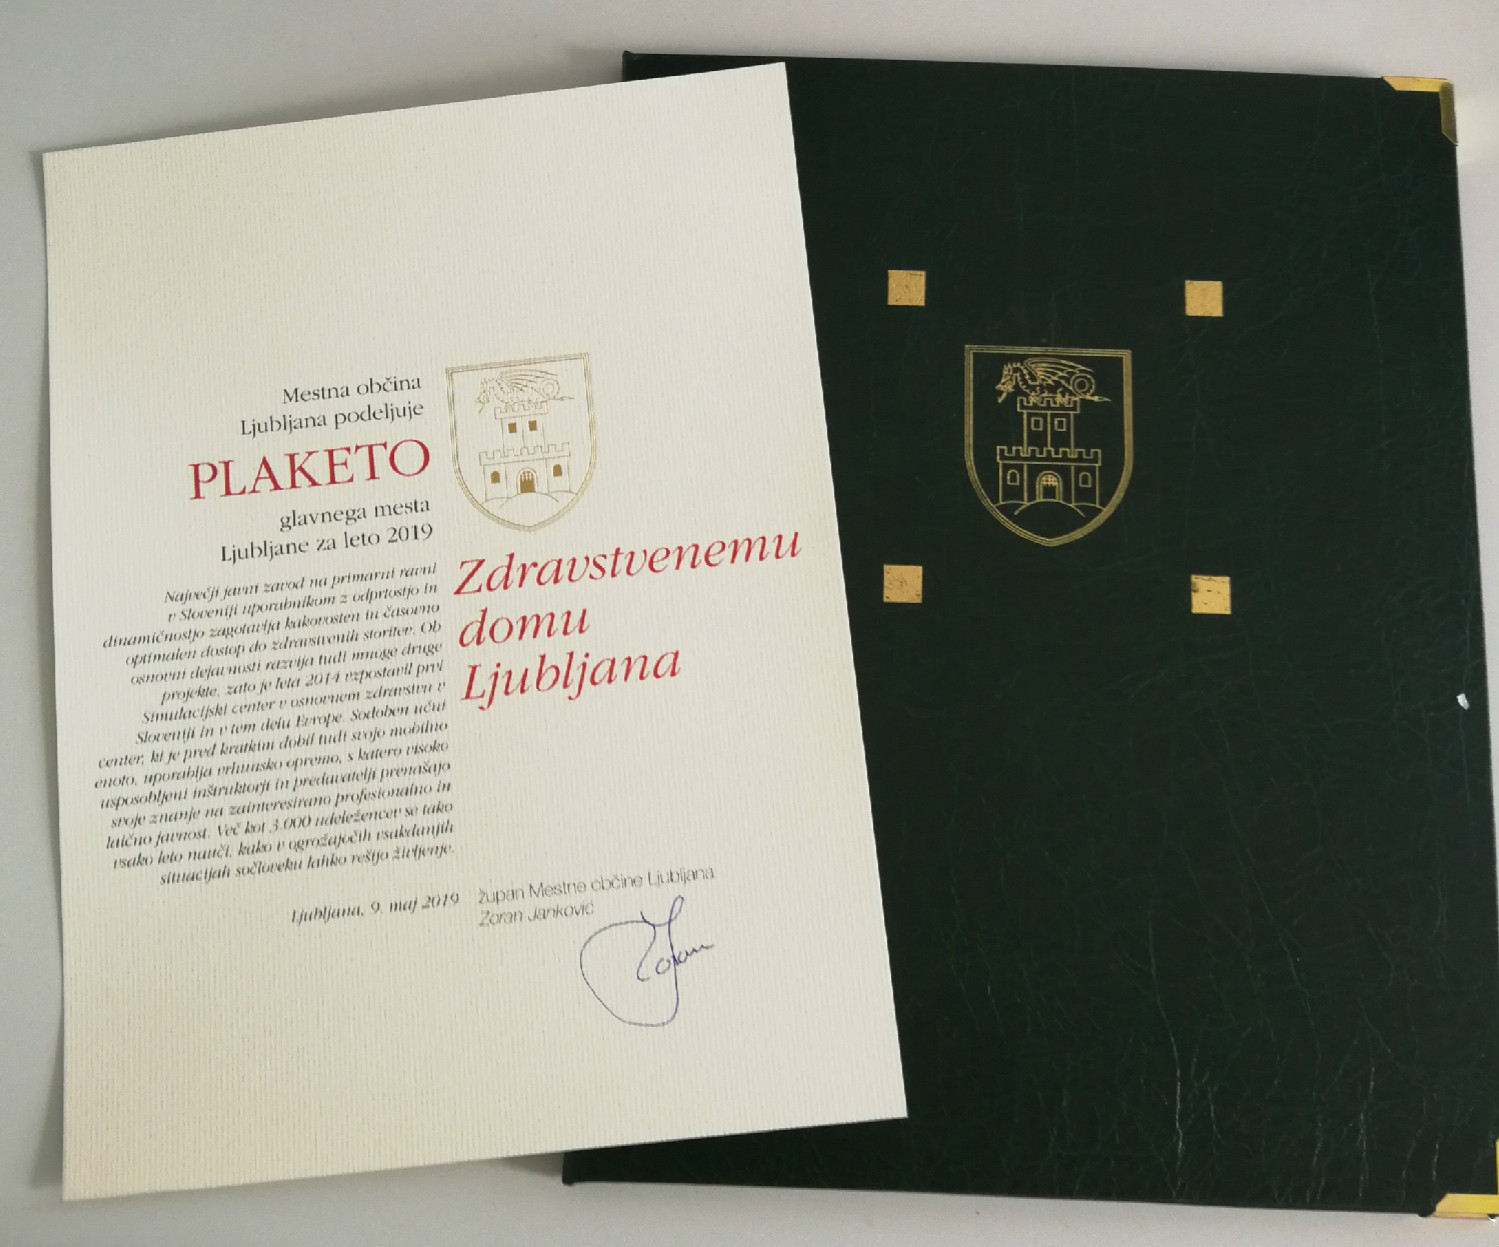 Mestna občina
Ljubljana podeljuje
PLAKETO
glavnega mesta
Ljubljane za leto 2019
Največji javni zavod na primarni ravni
v Sloveniji uporabnikom z odprtostjo in
dinamičnostjo zagotavlja kakovosten in časovno
optimalen dostop do zdravstvenih storitev. Ob
osnovni dejavnosti razvija tudi mnoge druge
projekte, zato je leta 2014 vzpostavil prvi
Simulacijski center v osnovnem zdravstvu v
Sloveniji in v tem delu Evrope. Sodoben učni
center, ki je pred kratkim dobil tudi svojo mobilno
enoto, uporablja vrhunsko opremo, s katero visoko
usposobljeni inštruktorji in predavatelji prenašajo
svoje znanje na zainteresirano profesionalno in
laično javnost. Več kot 3.000 udeležencev se tako
vsako leto nauči, kako v ogrožajočih vsakdanjih
situacijah sočloveku lahko rešijo življenje.
Zdravstvenemu
domu
Ljubljana
Ljubljana, 9. maj 2019
župan Mestne občine Ljubljana
Zoran Janković